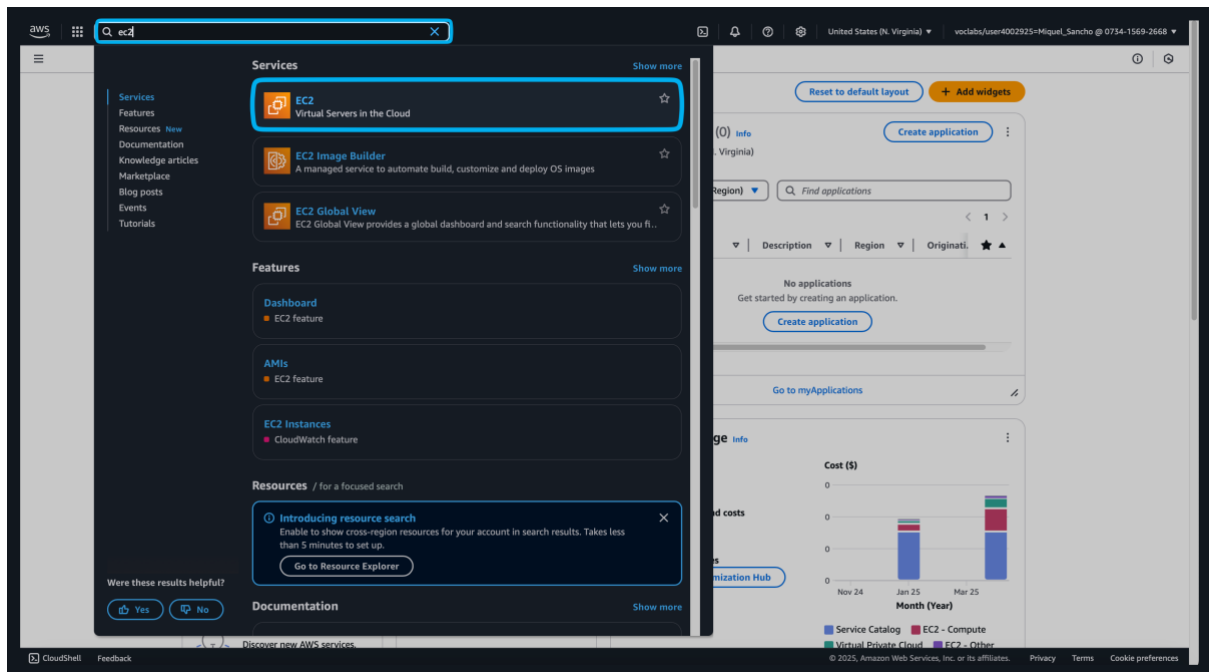 aws
ec2
United States (N. Virginia) ▼
voclabs/user4002925=Miquel_Sancho @ 0734-1569-2668 ▼
Services
Features
Resources New
Documentation
Knowledge articles
Marketplace
Blog posts
Events
Tutorials
Were these results helpful?
Yes
No
Services
Show more
EC2
Virtual Servers in the Cloud
EC2 Image Builder
A managed service to automate build, customize and deploy OS images
EC2 Global View
EC2 Global View provides a global dashboard and search functionality that lets you fi..
Features
Show more
Dashboard
EC2 feature
AMIs
EC2 feature
EC2 Instances
CloudWatch feature
Resources / for a focused search
Introducing resource search
Enable to show cross-region resources for your account in search results. Takes less
than 5 minutes to set up.
Go to Resource Explorer
Documentation
Show more
Discover new AWS services,
Reset to default layout
+ Add widgets
(0) Info
Create application
. Virginia)
Region) ▼
Find applications
< 1 >
Description
Region
Originati.
No applications
Get started by creating an application.
Create application
Go to myApplications
ge Info
Cost ($)
0
0
0
0
Nov 24
Jan 25
Mar 25
Month (Year)
d costs
s
mization Hub
Service Catalog
EC2 - Compute
Virtual Private Cloud
EC2 - Other
CloudShell
Feedback
© 2025, Amazon Web Services, Inc. or its affiliates.
Privacy
Terms
Cookie preferences